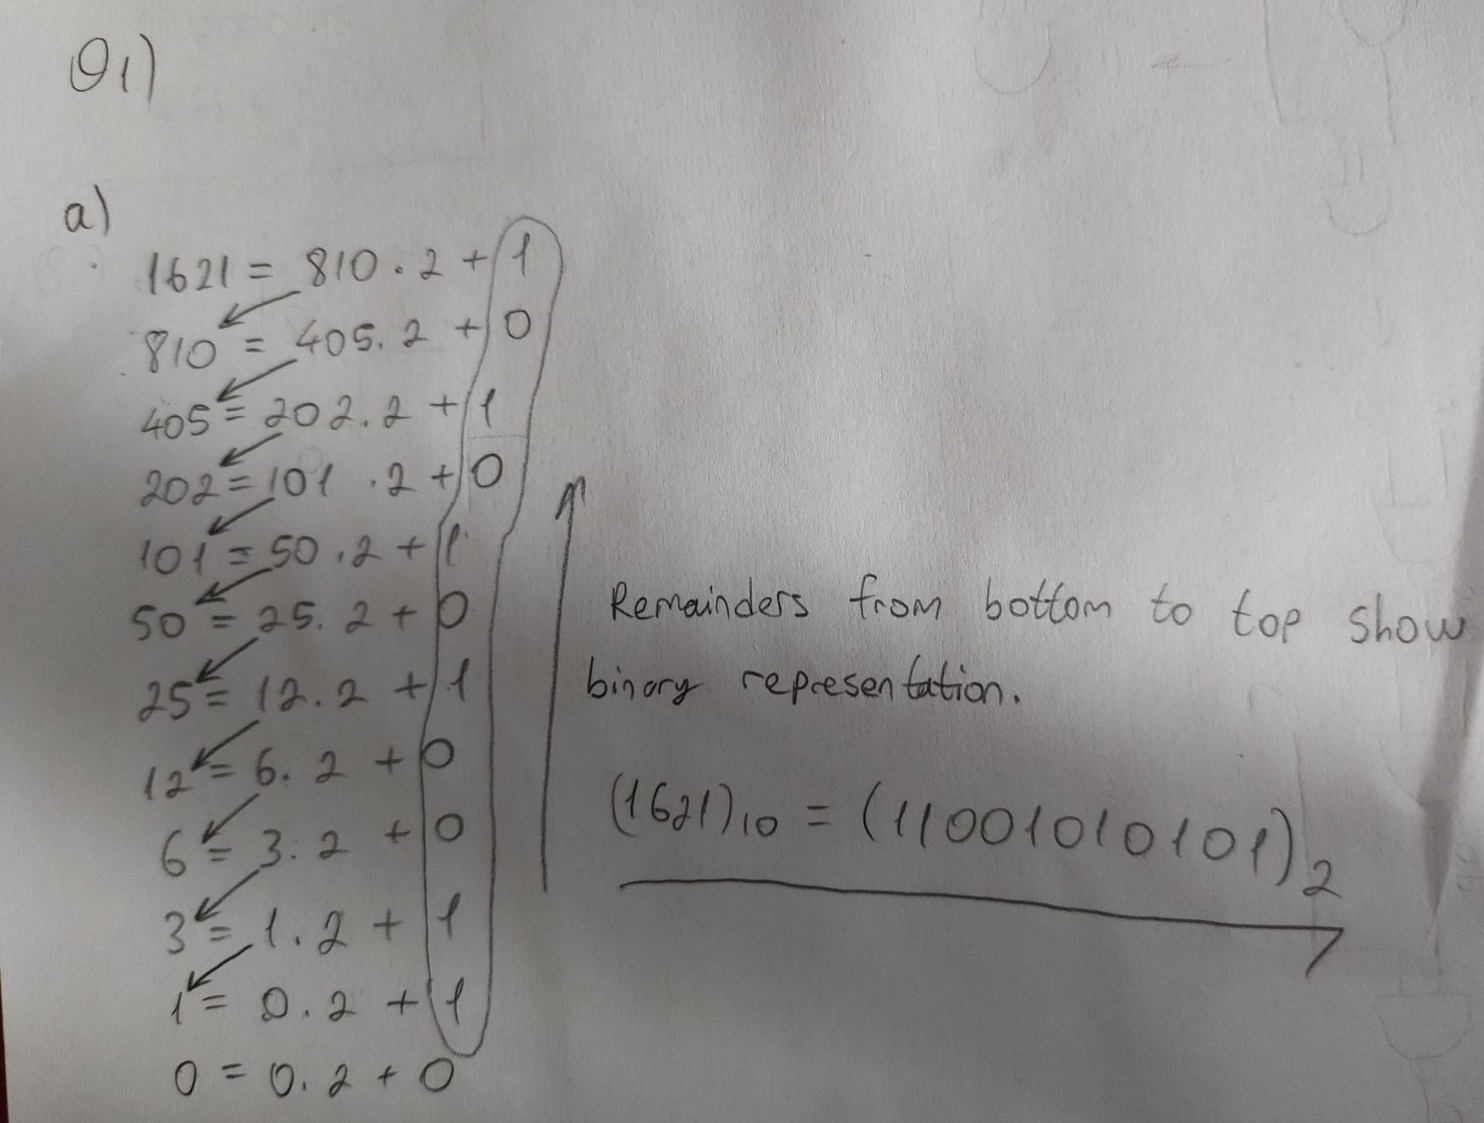 Q1)
a)
1621 = 810.2 + 1
810 = 405.2 + 0
405 = 202.2 + 1
202 = 101.2 + 0
101 = 50.2 + 1
50 = 25.2 + 0
25 = 12.2 + 1
12 = 6.2 + 0
6 = 3.2 + 0
3 = 1.2 + 1
1 = 0.2 + 1
0 = 0.2 + 0
Remainders from bottom to top show
binary representation.
(1621)10 = (11001010101)2